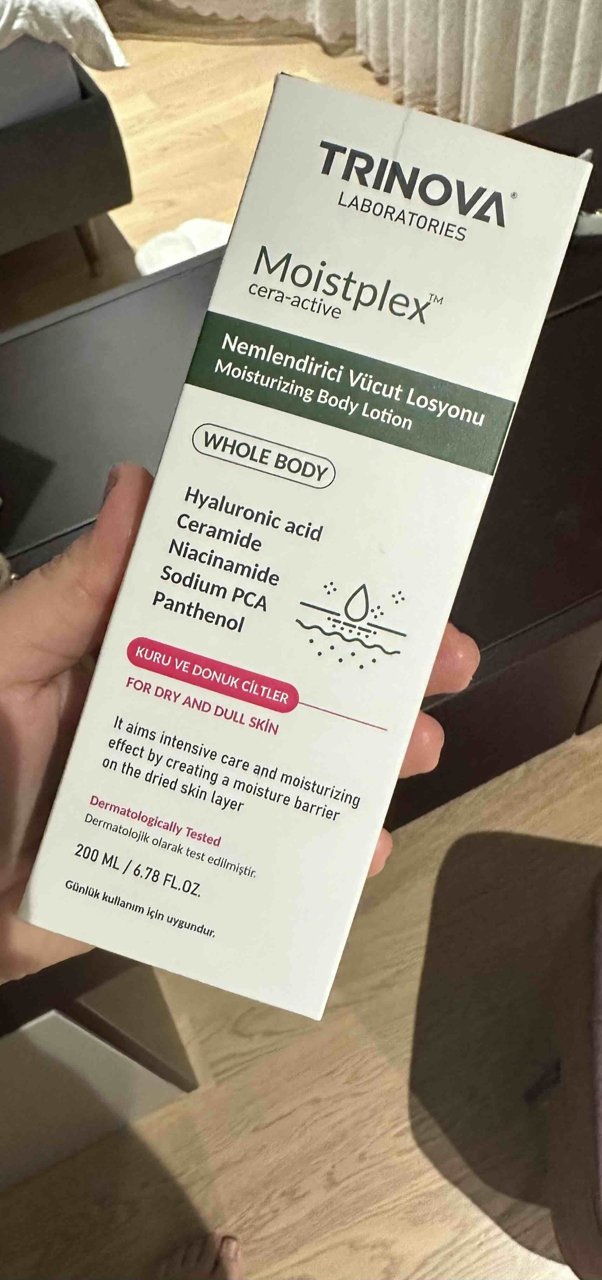 TRINOVA®
LABORATORIES
Moistplex™
cera-active
Nemlendirici Vücut Losyonu
Moisturizing Body Lotion
WHOLE BODY
Hyaluronic acid
Ceramide
Niacinamide
Sodium PCA
Panthenol
KURU VE DONUK CİLTLER
FOR DRY AND DULL SKİN
It aims intensive care and moisturizing
effect by creating a moisture barrier
on the dried skin layer
Dermatologically Tested
Dermatolojik olarak test edilmiştir.
200 ML / 6.78 FL.OZ.
Günlük kullanım için uygundur.